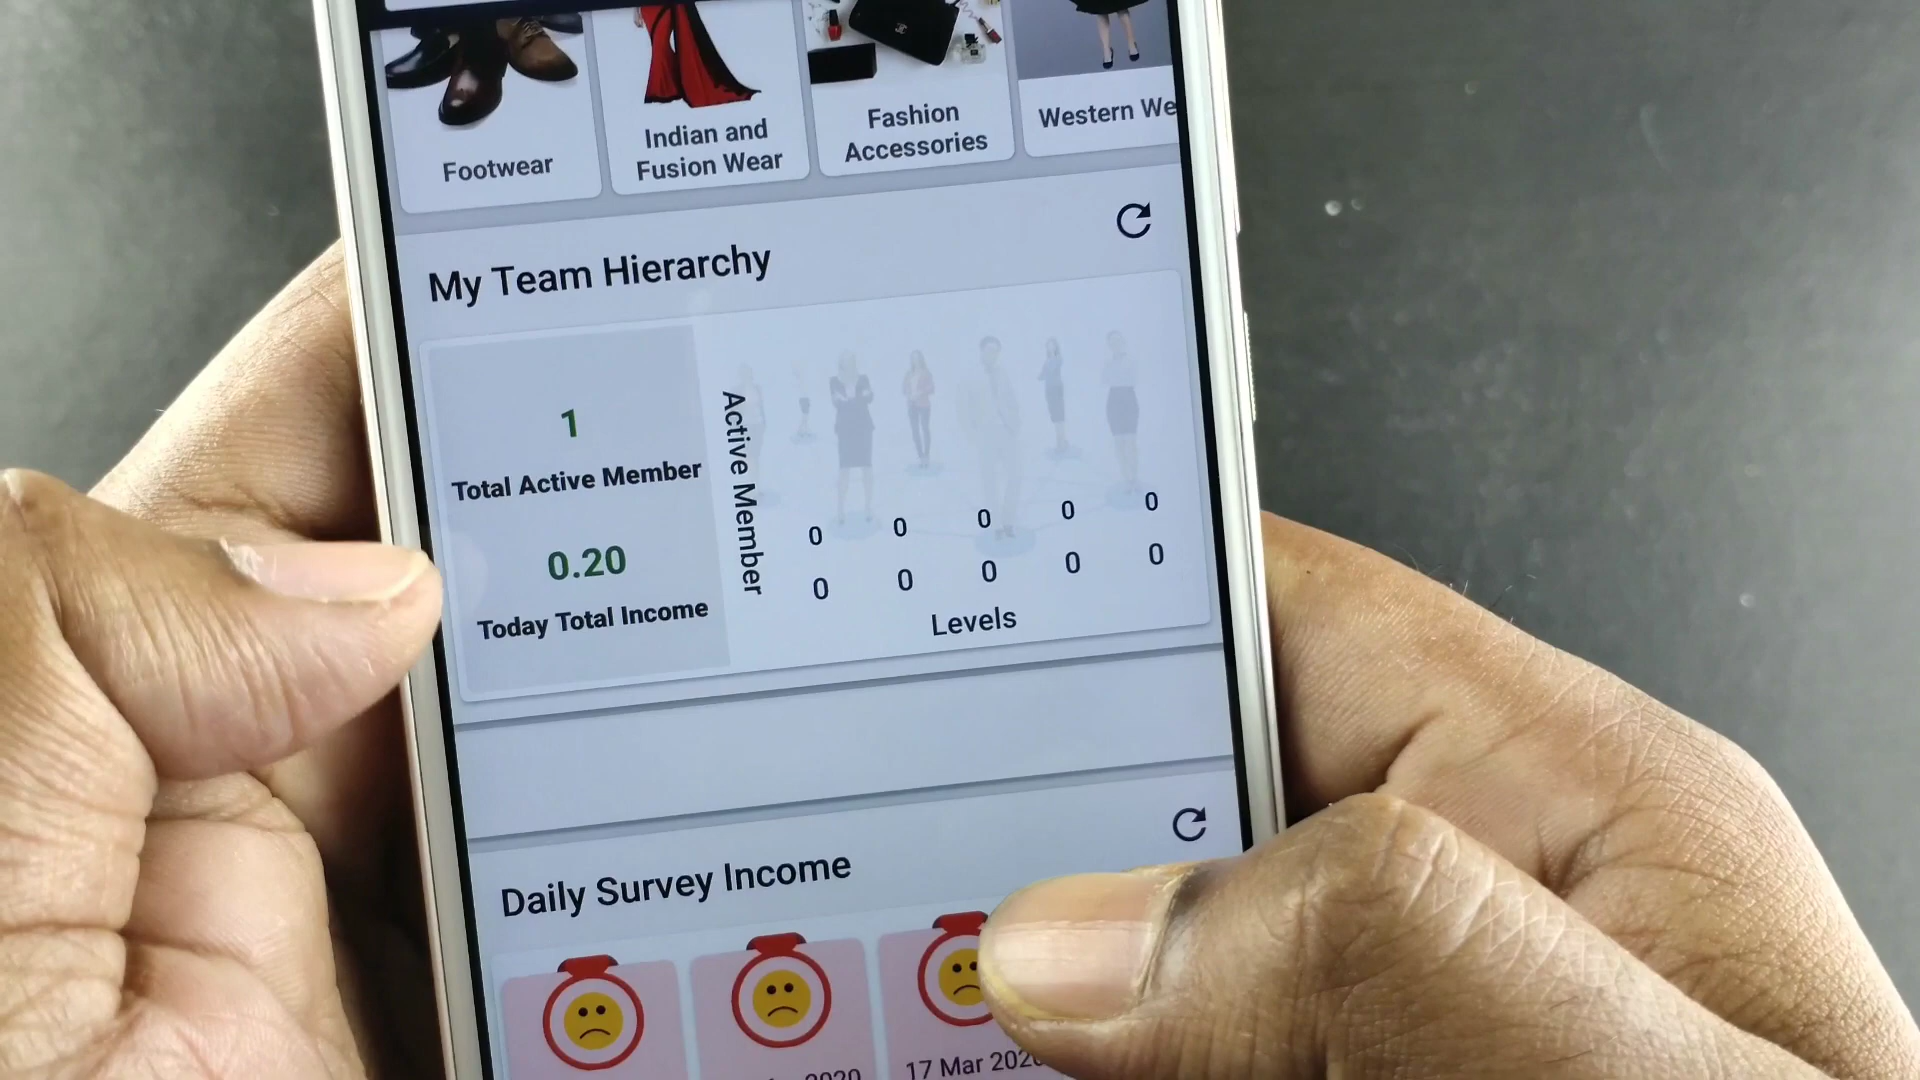 Footwear
Indian and
Fusion Wear
Fashion
Accessories
Western We
My Team Hierarchy
1
Total Active Member
0.20
Today Total Income
Active Member
0 0 0 0 0
0 0 0 0 0
Levels
Daily Survey Income
2020
17 Mar 2020